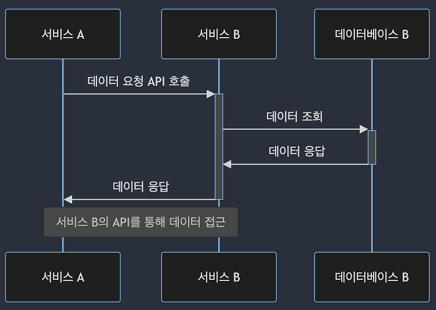 서비스 A
서비스 B
데이터베이스 B
데이터 요청 API 호출
데이터 조회
데이터 응답
데이터 응답
서비스 B의 API를 통해 데이터 접근
서비스 A
서비스 B
데이터베이스 B